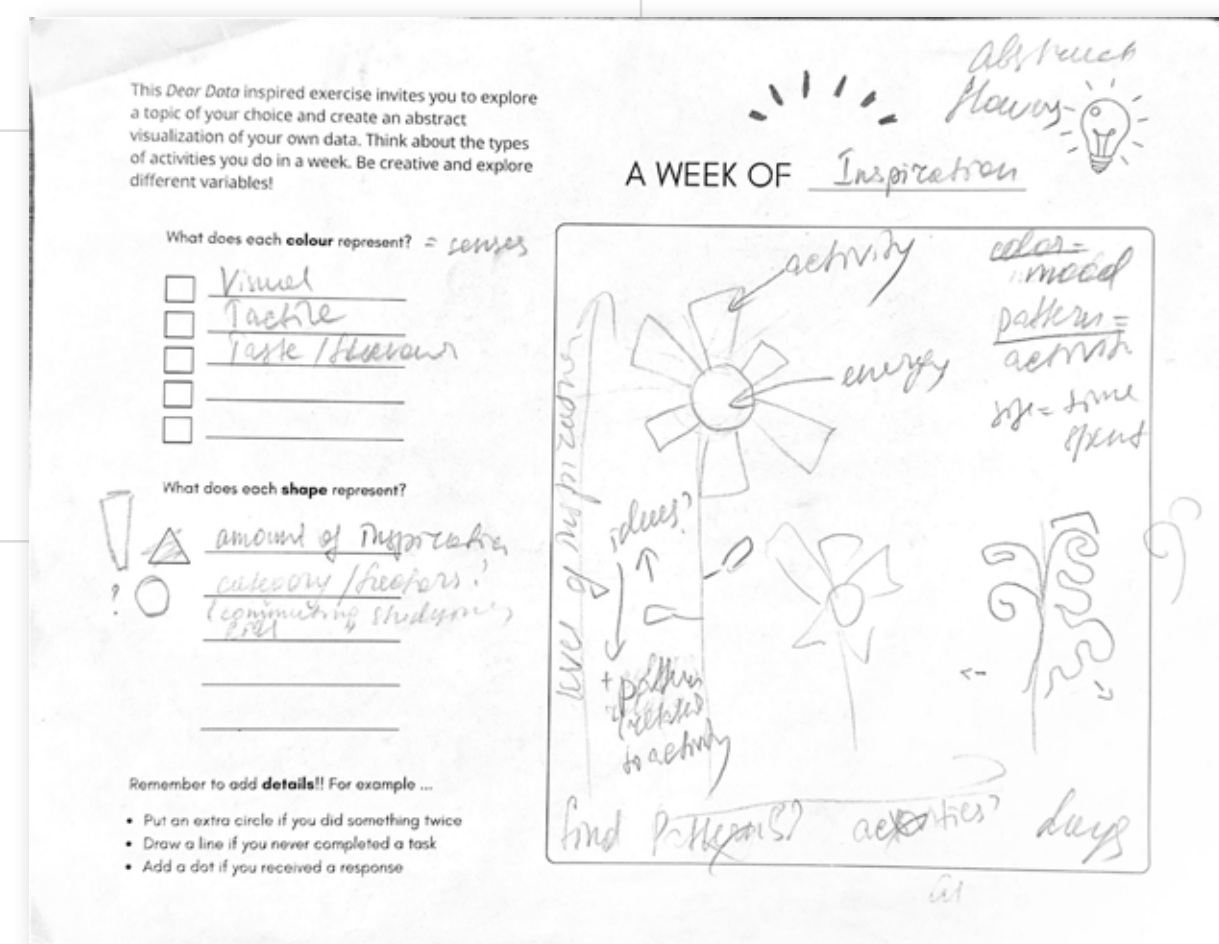 This Dear Data inspired exercise invites you to explore
a topic of your choice and create an abstract
visualization of your own data. Think about the types
of activities you do in a week. Be creative and explore
different variables!
Abstract
flowers
A WEEK OF Inspiration
What does each colour represent? = senses
Visual
Tactile
Taste /
What does each shape represent?
amount of Inspiration
category /
(commuting, studying,
Remember to add details!! For example ...
• Put an extra circle if you did something twice
• Draw a line if you never completed a task
• Add a dot if you received a response
activity
energy
color =
mood
pattern =
activity
size = time
spent
level of inspiration
ideas?
+ pattern
related
to activity
find patterns? activities? days